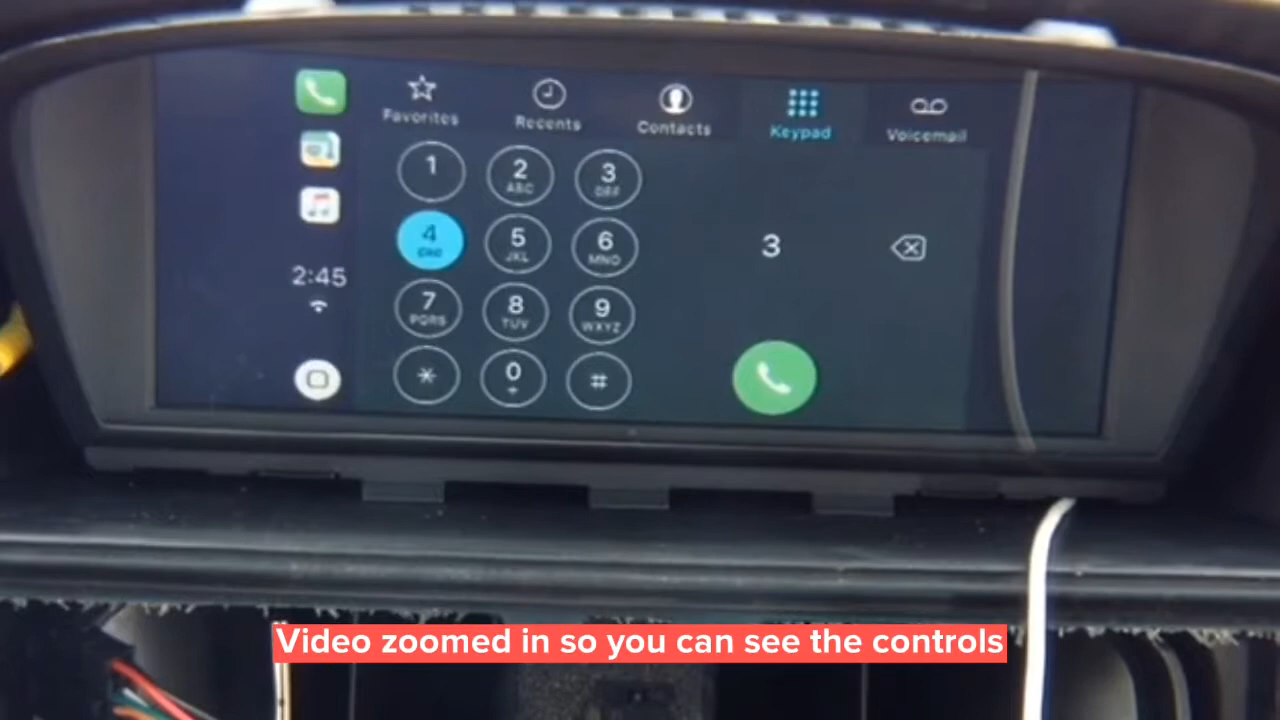 Favorites Recents Contacts Keypad Voicemail
1 2 3
ABC DEF
4 5 6
GHI JKL MNO
3
2:45
7 8 9
PQRS TUV WXYZ
* 0 #
+
Video zoomed in so you can see the controls